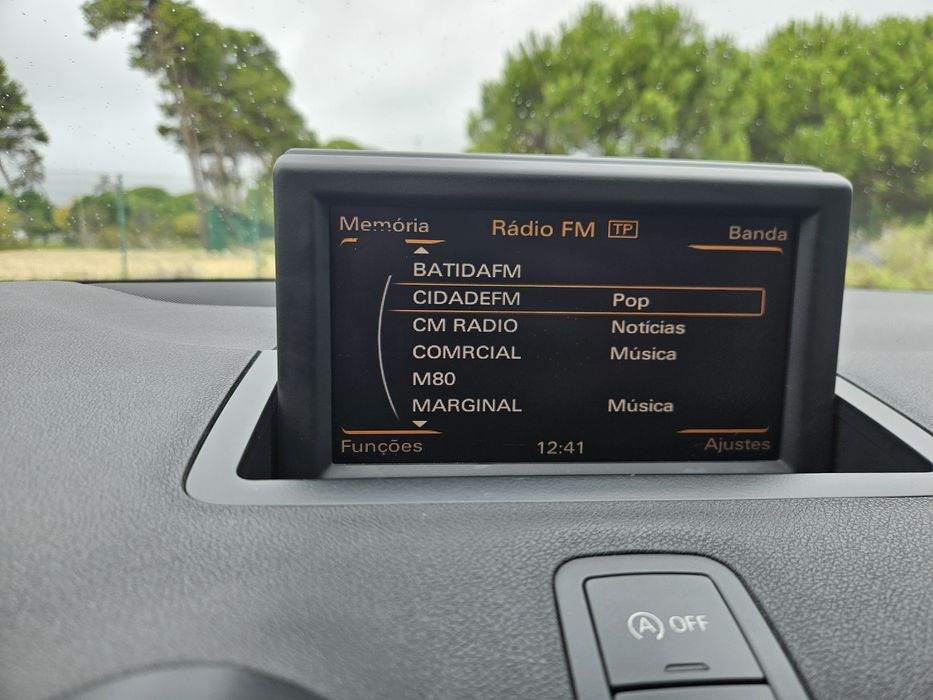 Memória Rádio FM TP Banda
BATIDAFM
CIDADEFM Pop
CM RADIO Notícias
COMRCIAL Música
M80
MARGINAL Música
Funções 12:41 Ajustes
A OFF